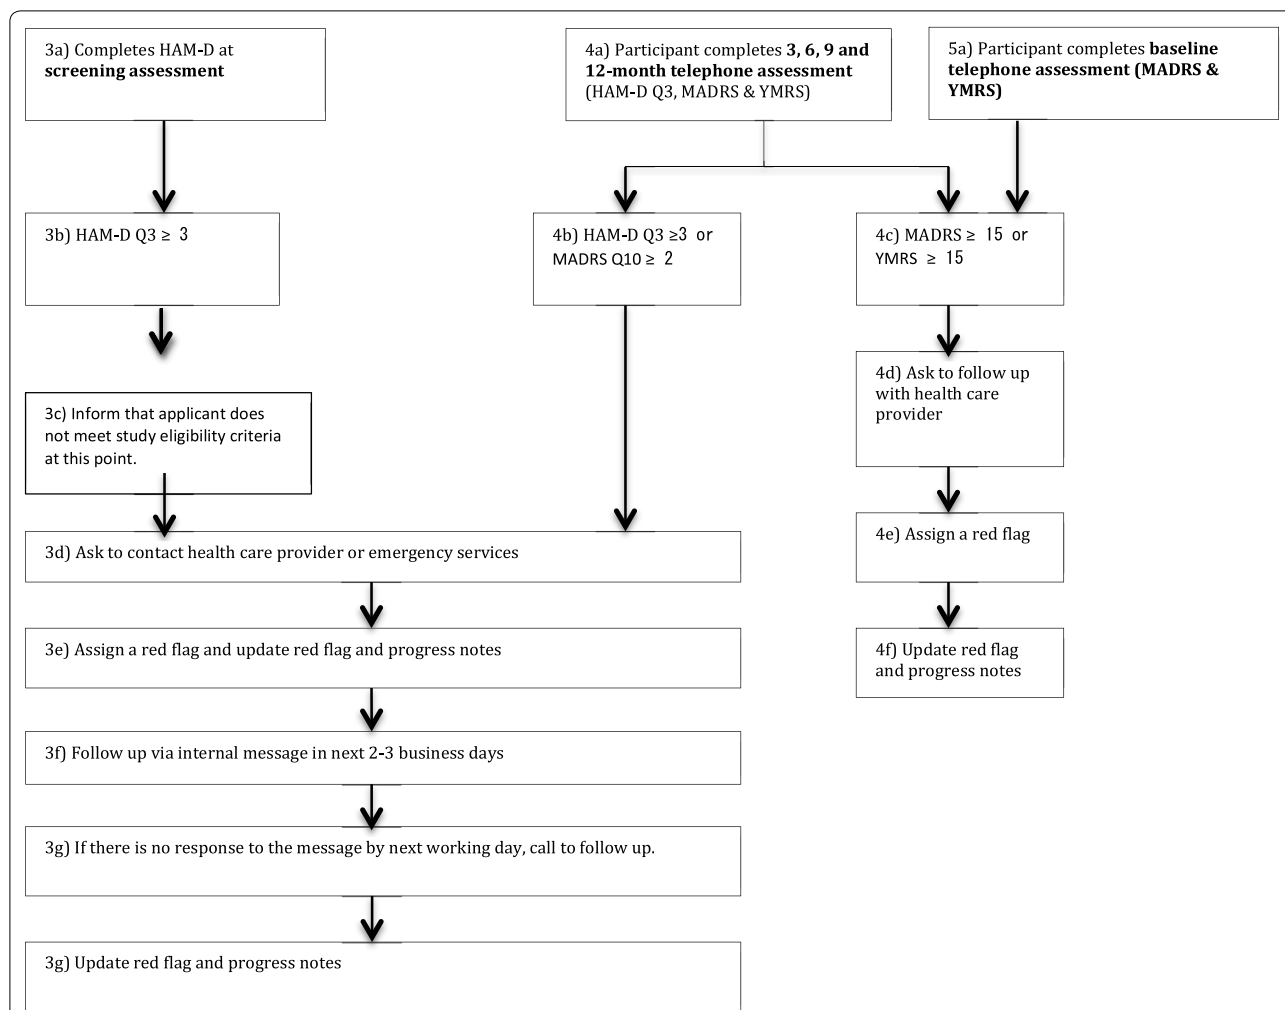 3a) Completes HAM-D at
screening assessment
4a) Participant completes 3, 6, 9 and
12-month telephone assessment
(HAM-D Q3, MADRS & YMRS)
5a) Participant completes baseline
telephone assessment (MADRS &
YMRS)
3b) HAM-D Q3 ≥ 3
4b) HAM-D Q3 ≥3 or
MADRS Q10 ≥ 2
4c) MADRS ≥ 15 or
YMRS ≥ 15
4d) Ask to follow up
with health care
provider
3c) Inform that applicant does
not meet study eligibility criteria
at this point.
3d) Ask to contact health care provider or emergency services
4e) Assign a red flag
3e) Assign a red flag and update red flag and progress notes
4f) Update red flag
and progress notes
3f) Follow up via internal message in next 2-3 business days
3g) If there is no response to the message by next working day, call to follow up.
3g) Update red flag and progress notes